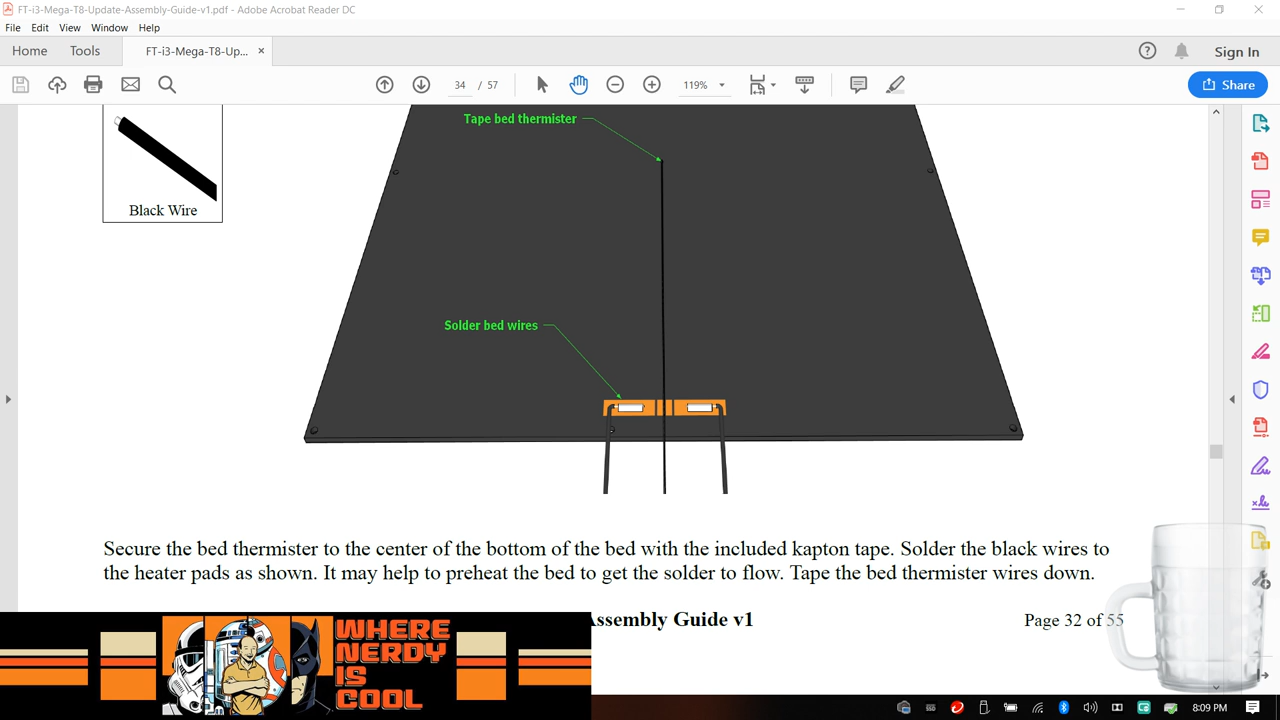 FT-i3-Mega-T8-Update-Assembly-Guide-v1.pdf - Adobe Acrobat Reader DC
File Edit View Window Help
Home Tools FT-i3-Mega-T8-Up... × Sign In
34 / 57 119% Share
Tape bed thermister
Black Wire
Solder bed wires
Secure the bed thermister to the center of the bottom of the bed with the included kapton tape. Solder the black wires to
the heater pads as shown. It may help to preheat the bed to get the solder to flow. Tape the bed thermister wires down.
Assembly Guide v1 Page 32 of 55
WHERE
NERDY
IS
COOL
8:09 PM